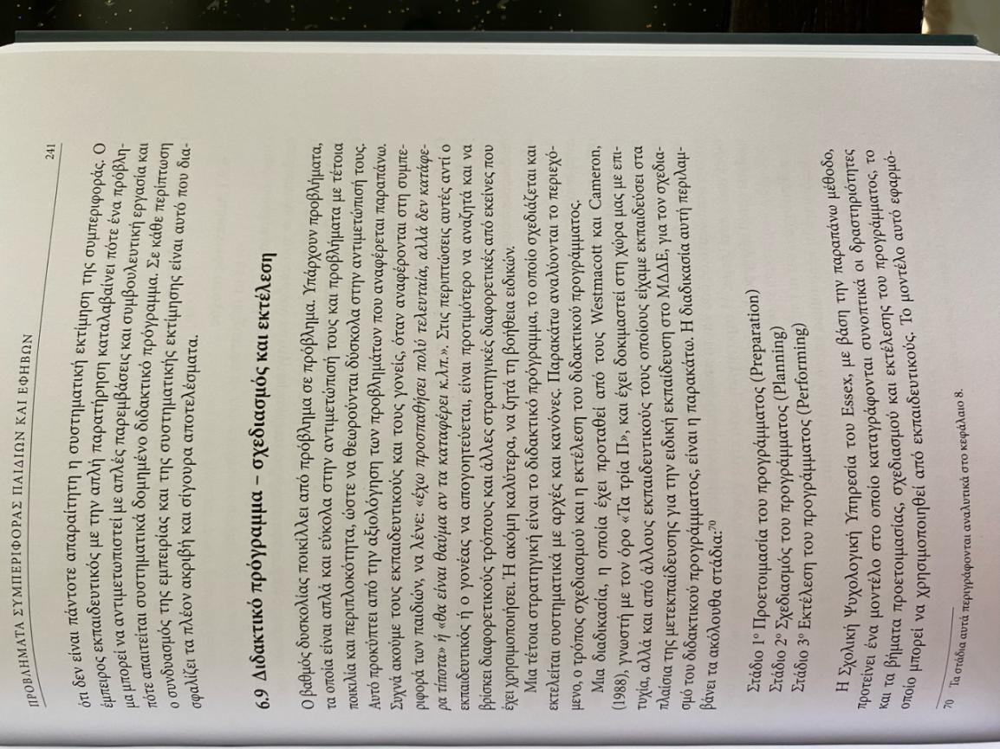 ΠΡΟΒΛΗΜΑΤΑ ΣΥΜΠΕΡΙΦΟΡΑΣ ΠΑΙΔΙΩΝ ΚΑΙ ΕΦΗΒΩΝ 241
ότι δεν είναι πάντοτε απαραίτητη η συστηματική εκτίμηση της συμπεριφοράς. Ο
έμπειρος εκπαιδευτικός με την απλή παρατήρηση καταλαβαίνει πότε ένα πρόβλη-
μα μπορεί να αντιμετωπιστεί με απλές παρεμβάσεις και συμβουλευτική εργασία και
πότε απαιτείται συστηματικά δομημένο διδακτικό πρόγραμμα. Σε κάθε περίπτωση
ο συνδυασμός της εμπειρίας και της συστηματικής εκτίμησης είναι αυτό που δια-
σφαλίζει τα πλέον ακριβή και σίγουρα αποτελέσματα.
6.9 Διδακτικό πρόγραμμα – σχεδιασμός και εκτέλεση
Ο βαθμός δυσκολίας ποικίλλει από πρόβλημα σε πρόβλημα. Υπάρχουν προβλήματα,
τα οποία είναι απλά και εύκολα στην αντιμετώπισή τους και προβλήματα με τέτοια
ποικιλία και περιπλοκότητα, ώστε να θεωρούνται δύσκολα στην αντιμετώπισή τους.
Αυτό προκύπτει από την αξιολόγηση των προβλημάτων που αναφέρεται παραπάνω.
Συχνά ακούμε τους εκπαιδευτικούς και τους γονείς, όταν αναφέρονται στη συμπε-
ριφορά των παιδιών, να λένε: «έχω προσπαθήσει πολύ τελευταία, αλλά δεν κατάφε-
ρα τίποτα» ή «θα είναι θαύμα αν τα καταφέρει κ.λπ.». Στις περιπτώσεις αυτές αντί ο
εκπαιδευτικός ή ο γονέας να απογοητεύεται, είναι προτιμότερο να αναζητά και να
βρίσκει διαφορετικούς τρόπους και άλλες στρατηγικές διαφορετικές από εκείνες που
έχει χρησιμοποιήσει. Ή ακόμη καλύτερα, να ζητά τη βοήθεια ειδικών.
Μια τέτοια στρατηγική είναι το διδακτικό πρόγραμμα, το οποίο σχεδιάζεται και
εκτελείται συστηματικά με αρχές και κανόνες. Παρακάτω αναλύονται το περιεχό-
μενο, ο τρόπος σχεδιασμού και η εκτέλεση του διδακτικού προγράμματος.
Μια διαδικασία, η οποία έχει προταθεί από τους Westmacott και Cameron,
(1988), γνωστή με τον όρο «Τα τρία Π», και έχει δοκιμαστεί στη χώρα μας με επι-
τυχία, αλλά και από άλλους εκπαιδευτικούς τους οποίους είχαμε εκπαιδεύσει στα
πλαίσια της μετεκπαίδευσης για την ειδική εκπαίδευση στο ΜΔΔΕ, για τον σχεδια-
σμό του διδακτικού προγράμματος, είναι η παρακάτω. Η διαδικασία αυτή περιλαμ-
βάνει τα ακόλουθα στάδια:70
Στάδιο 1ο Προετοιμασία του προγράμματος (Preparation)
Στάδιο 2ο Σχεδιασμός του προγράμματος (Planning)
Στάδιο 3ο Εκτέλεση του προγράμματος (Performing)
Η Σχολική Ψυχολογική Υπηρεσία του Essex, με βάση την παραπάνω μέθοδο,
προτείνει ένα μοντέλο στο οποίο καταγράφονται συνοπτικά οι δραστηριότητες
και τα βήματα προετοιμασίας, σχεδιασμού και εκτέλεσης του προγράμματος, το
οποίο μπορεί να χρησιμοποιηθεί από εκπαιδευτικούς. Το μοντέλο αυτό εφαρμό-
70 Τα στάδια αυτά περιγράφονται αναλυτικά στο κεφάλαιο 8.